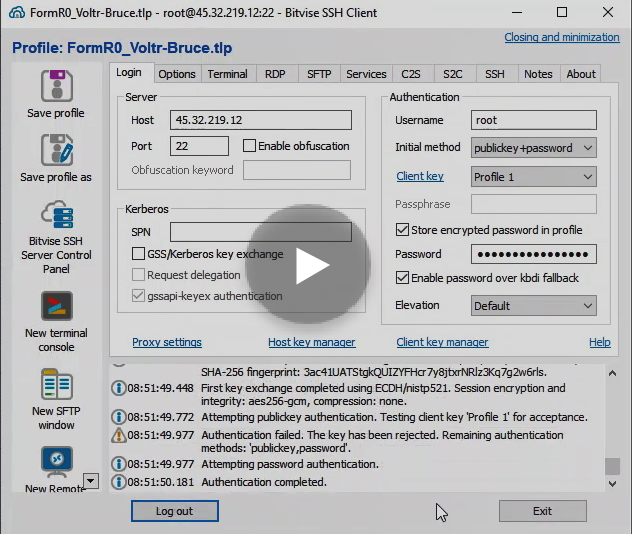 FormR0_Voltr-Bruce.tlp - root@45.32.219.12:22 - Bitvise SSH Client
Profile: FormR0_Voltr-Bruce.tlp
Closing and minimization
Save profile
Save profile as
Bitvise SSH
Server Control
Panel
New terminal
console
New SFTP
window
New Remote
Login Options Terminal RDP SFTP Services C2S S2C SSH Notes About
Server
Host 45.32.219.12
Port 22 Enable obfuscation
Obfuscation keyword
Kerberos
SPN
GSS/Kerberos key exchange
Request delegation
gssapi-keyex authentication
Authentication
Username root
Initial method publickey+password
Client key Profile 1
Passphrase
Store encrypted password in profile
Password ●●●●●●●●●●●●●●●
Enable password over kbdi fallback
Elevation Default
Proxy settings Host key manager Client key manager Help
08:51:49.448 First key exchange completed using ECDH/nistp521. Session encryption and
integrity: aes256-gcm, compression: none.
08:51:49.772 Attempting publickey authentication. Testing client key 'Profile 1' for acceptance.
08:51:49.977 Authentication failed. The key has been rejected. Remaining authentication
methods: 'publickey,password'.
08:51:49.977 Attempting password authentication.
08:51:50.181 Authentication completed.
Log out Exit